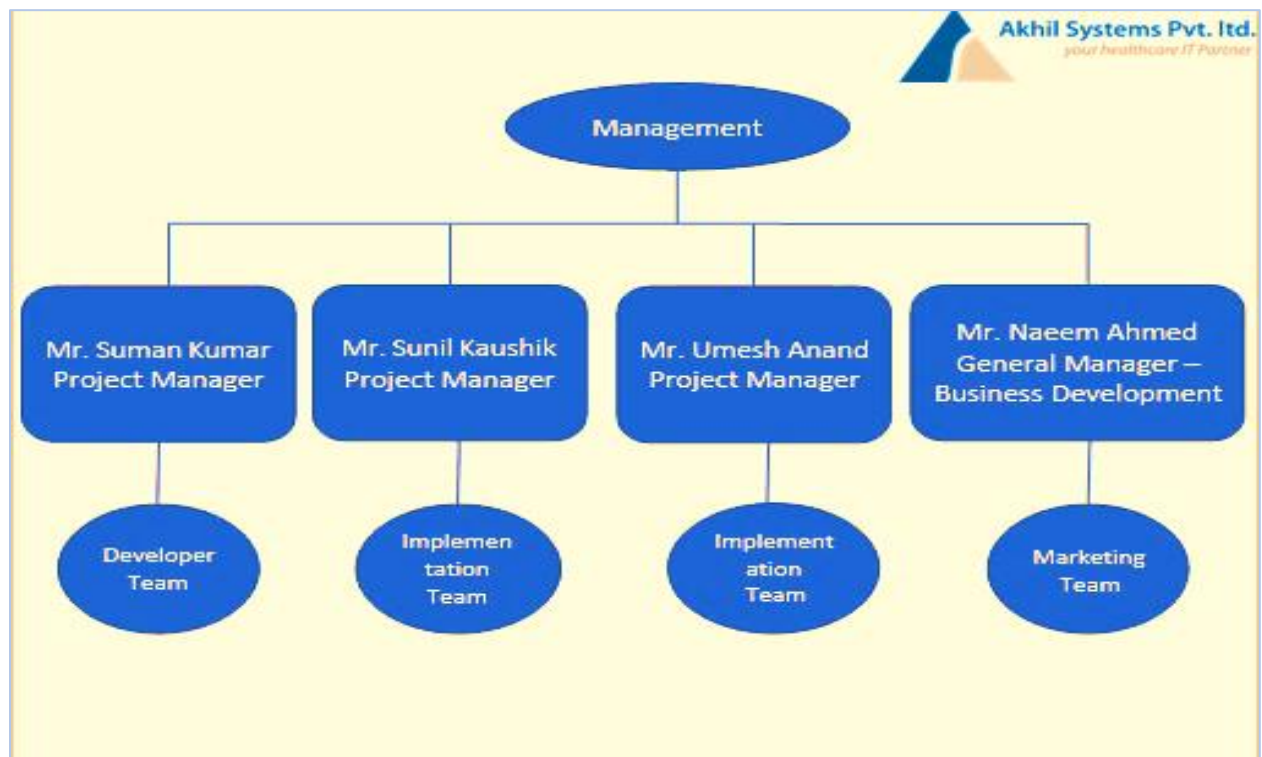 Akhil Systems Pvt. ltd.
your healthcare IT Partner
Management
Mr. Suman Kumar
Project Manager
Mr. Sunil Kaushik
Project Manager
Mr. Umesh Anand
Project Manager
Mr. Naeem Ahmed
General Manager –
Business Development
Developer
Team
Implemen
tation
Team
Implement
ation
Team
Marketing
Team